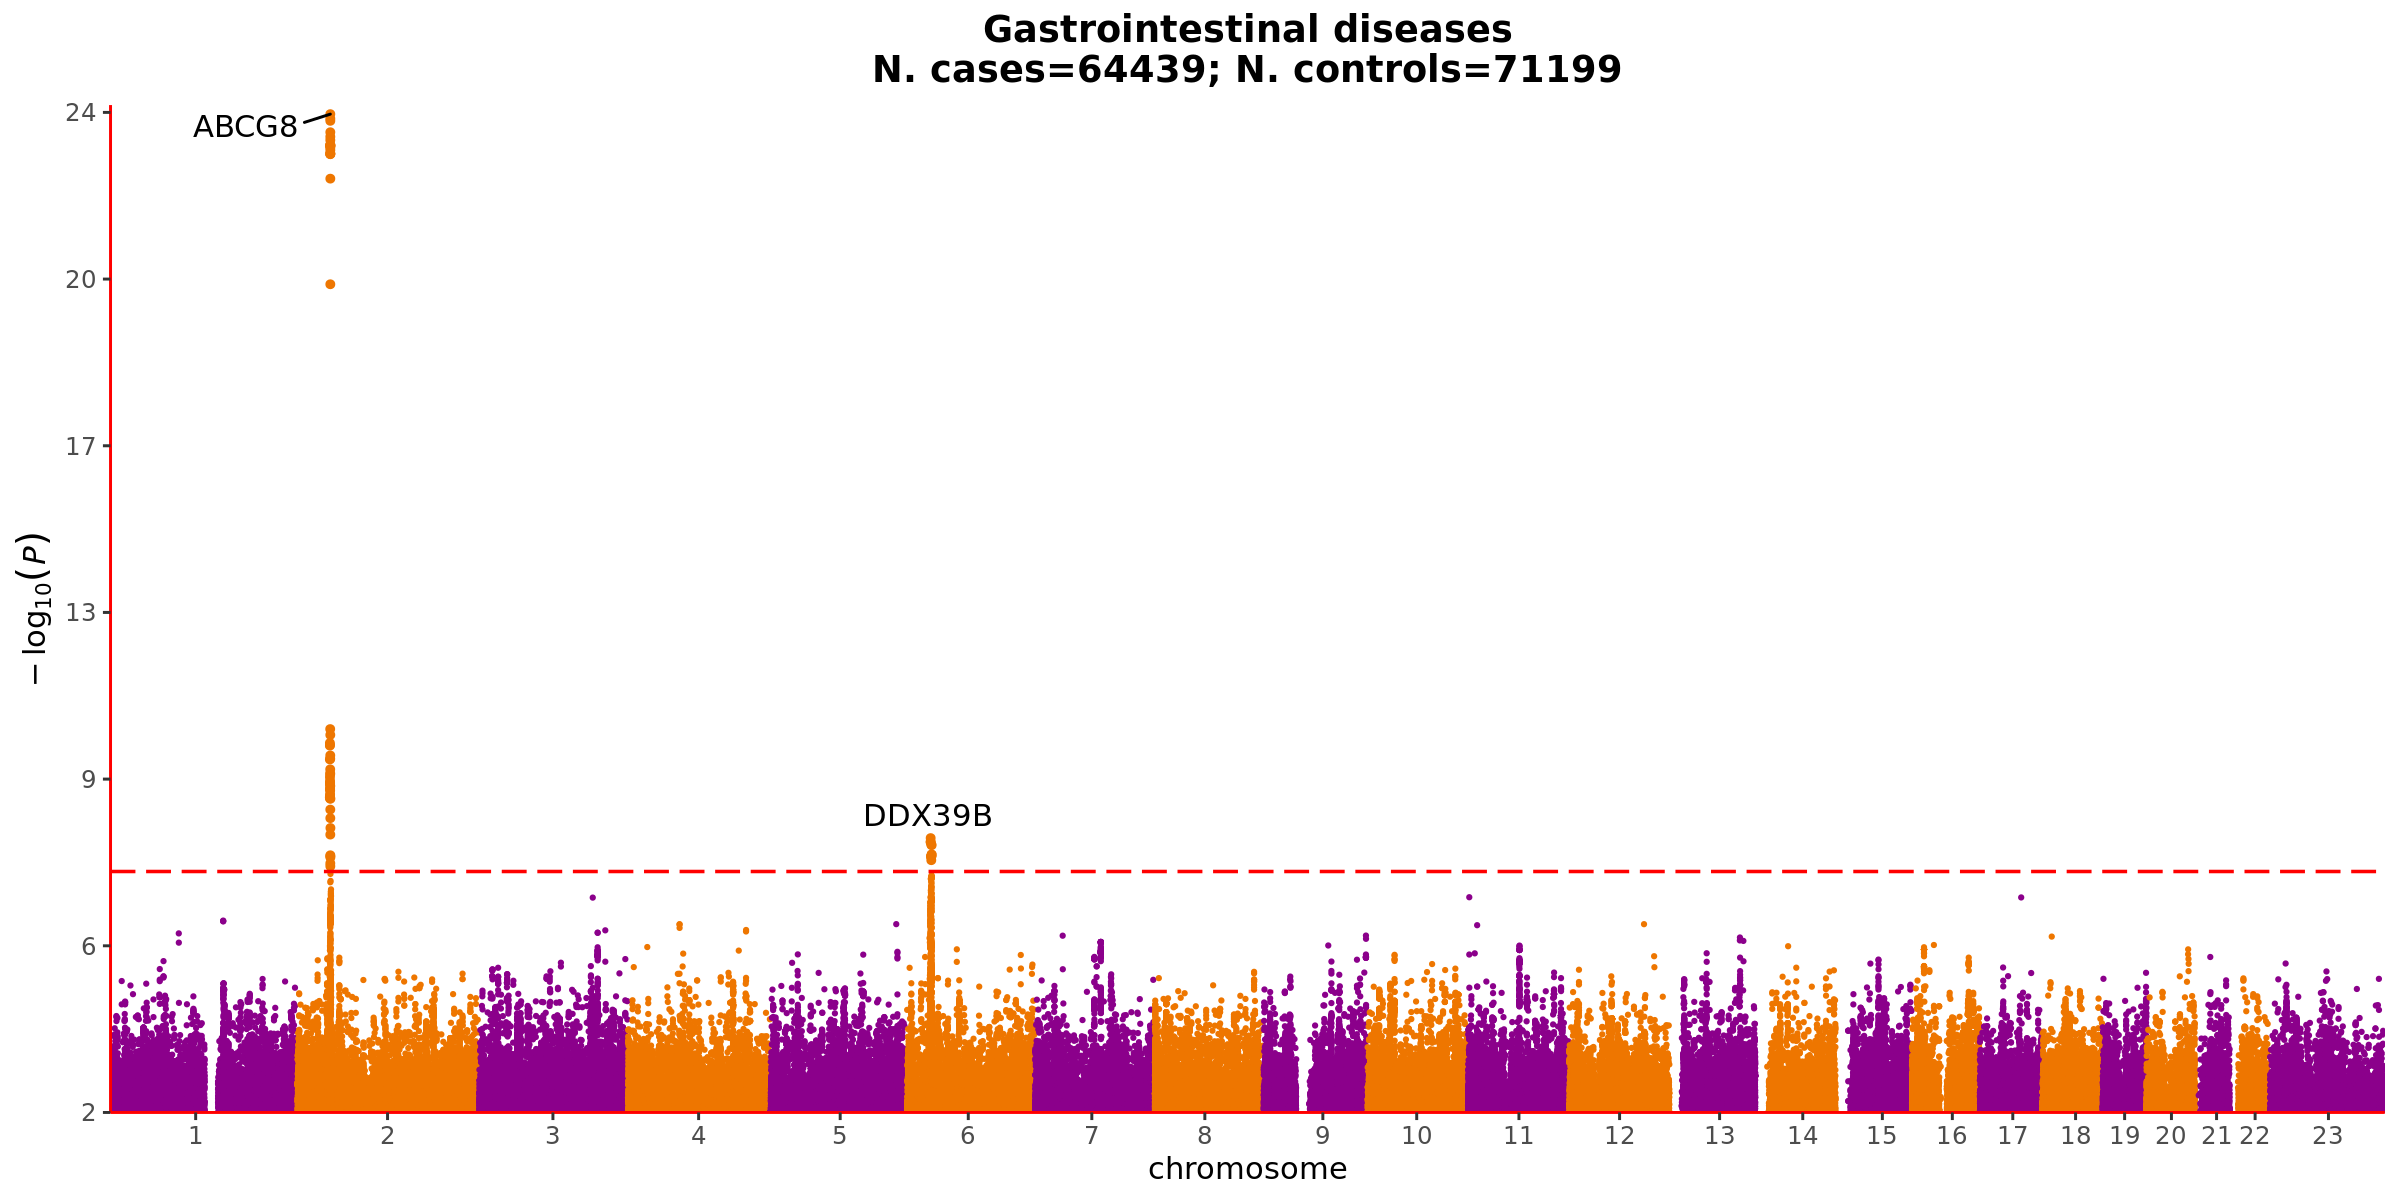 Gastrointestinal diseases
N. cases=64439; N. controls=71199
24
20
17
13
9
6
2
−log10(P)
ABCG8
DDX39B
1 2 3 4 5 6 7 8 9 10 11 12 13 14 15 16 17 18 19 20 21 22 23
chromosome